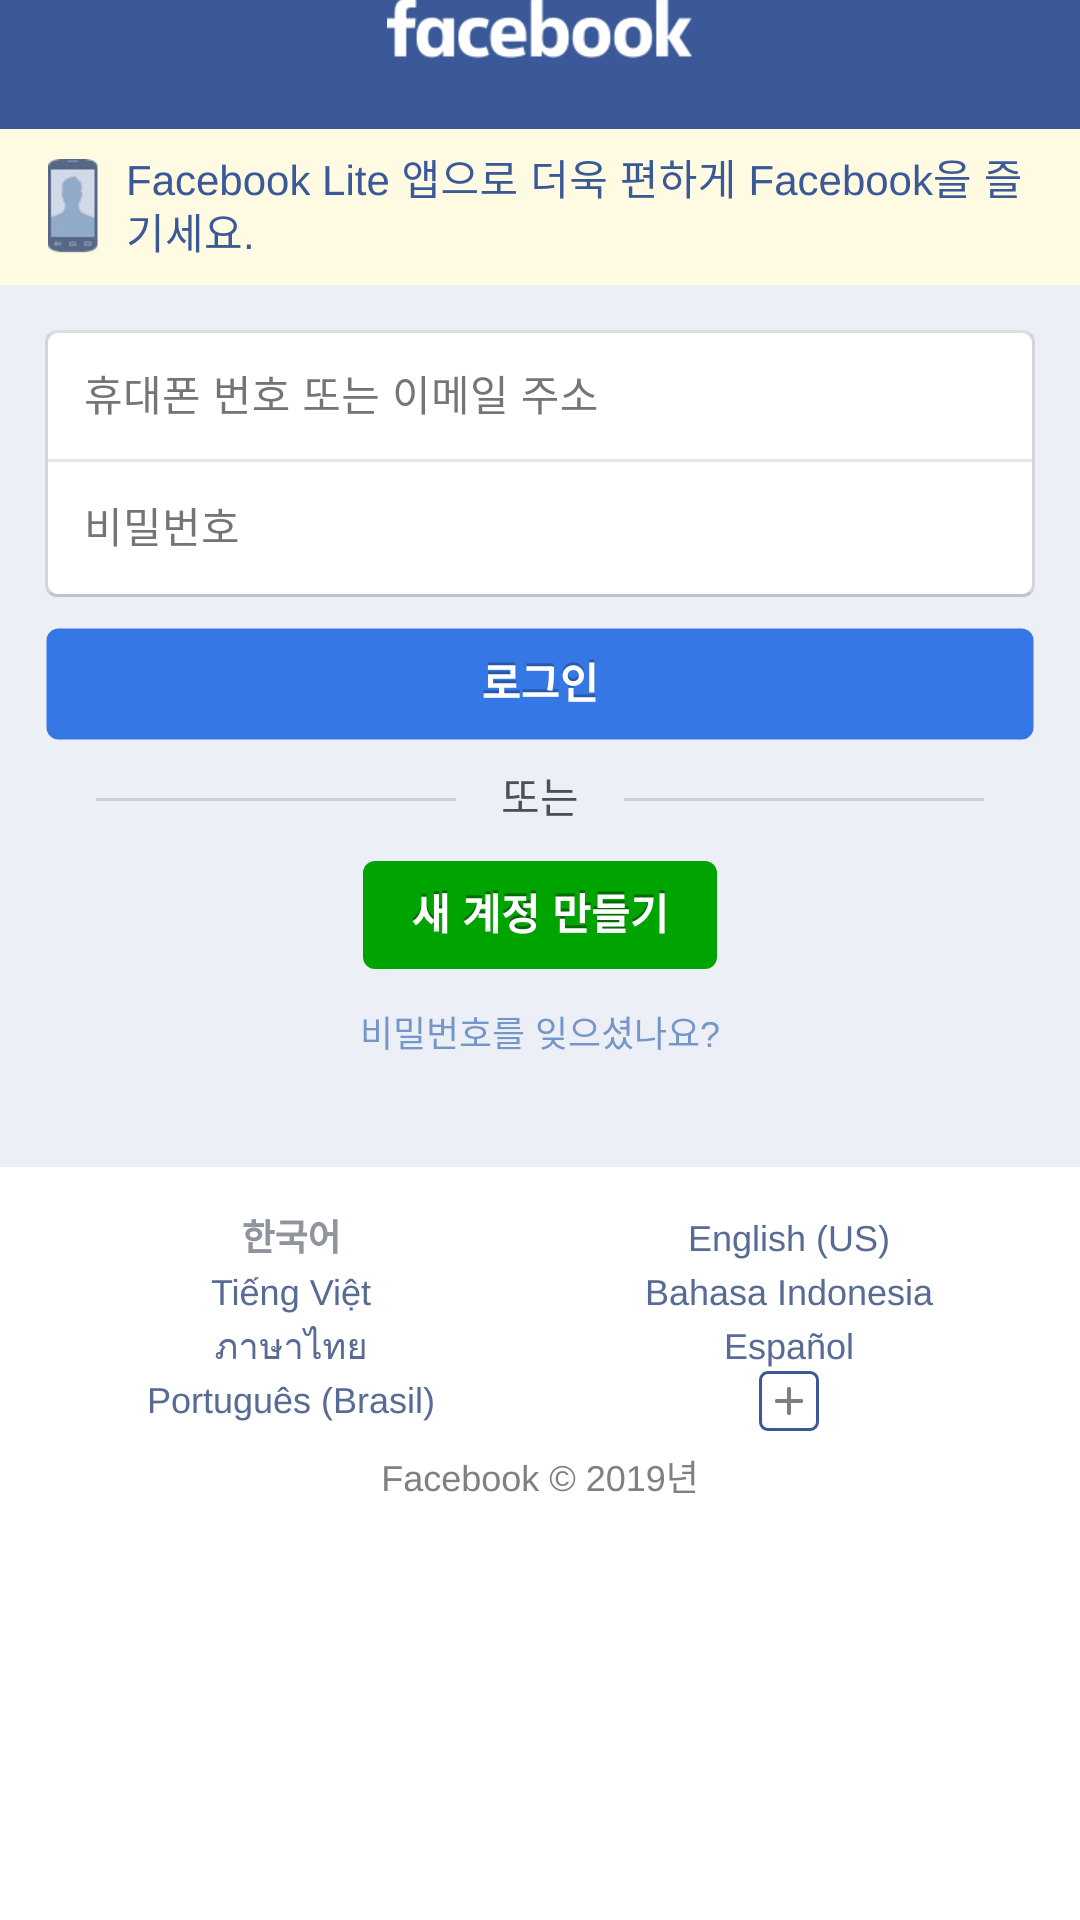 facebook
Facebook Lite 앱으로 더욱 편하게 Facebook을 즐
기세요.
휴대폰 번호 또는 이메일 주소
비밀번호
로그인
또는
새 계정 만들기
비밀번호를 잊으셨나요?
한국어
English (US)
Tiếng Việt
Bahasa Indonesia
ภาษาไทย
Español
Português (Brasil)
Facebook © 2019년